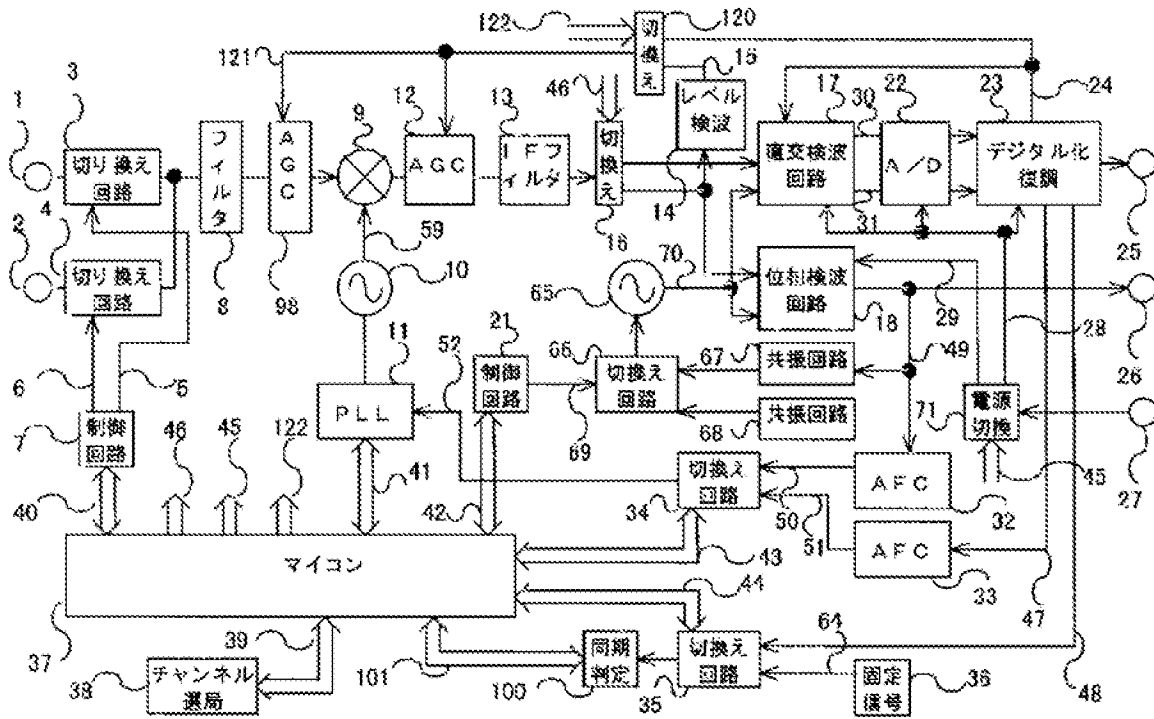 122
120
切換え
121
15
3
12
13
46
レベル検波
17
30
22
23
24
1
9
切り換え回路
フィルタ
AGC
AGC
IFフィルタ
切換え
直交検波回路
A/D
デジタル化復調
4
14
31
2
59
16
25
切り換え回路
10
70
位相検波回路
8
98
65
18
29
28
26
11
52
21
66
67
49
6
5
制御回路
切換え回路
共振回路
電源切換
71
7
制御回路
46
45
122
PLL
69
共振回路
68
27
40
41
42
切換え回路
AFC
45
34
50
32
マイコン
43
51
AFC
44
33
47
37
39
64
38
チャンネル選局
101
同期判定
100
切換え回路
35
固定信号
36
48